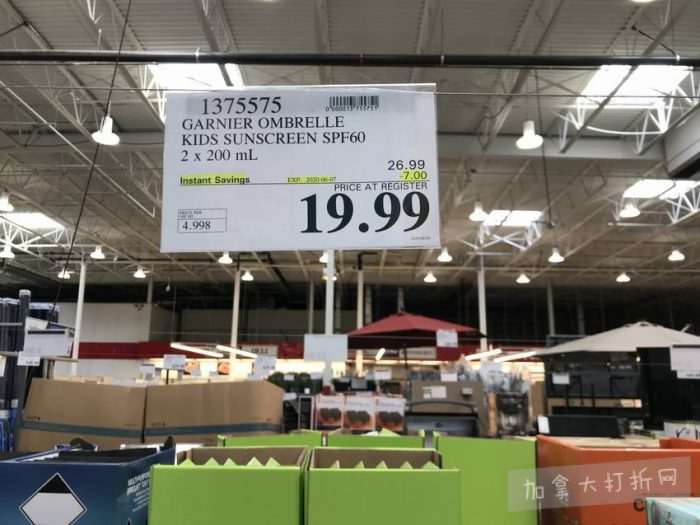 1375575
GARNIER OMBRELLE
KIDS SUNSCREEN SPF60
2 x 200 mL
26.99
Instant Savings EXP. 2020-06-07 -7.00
PRICE AT REGISTER
19.99
4.998
加拿大打折网